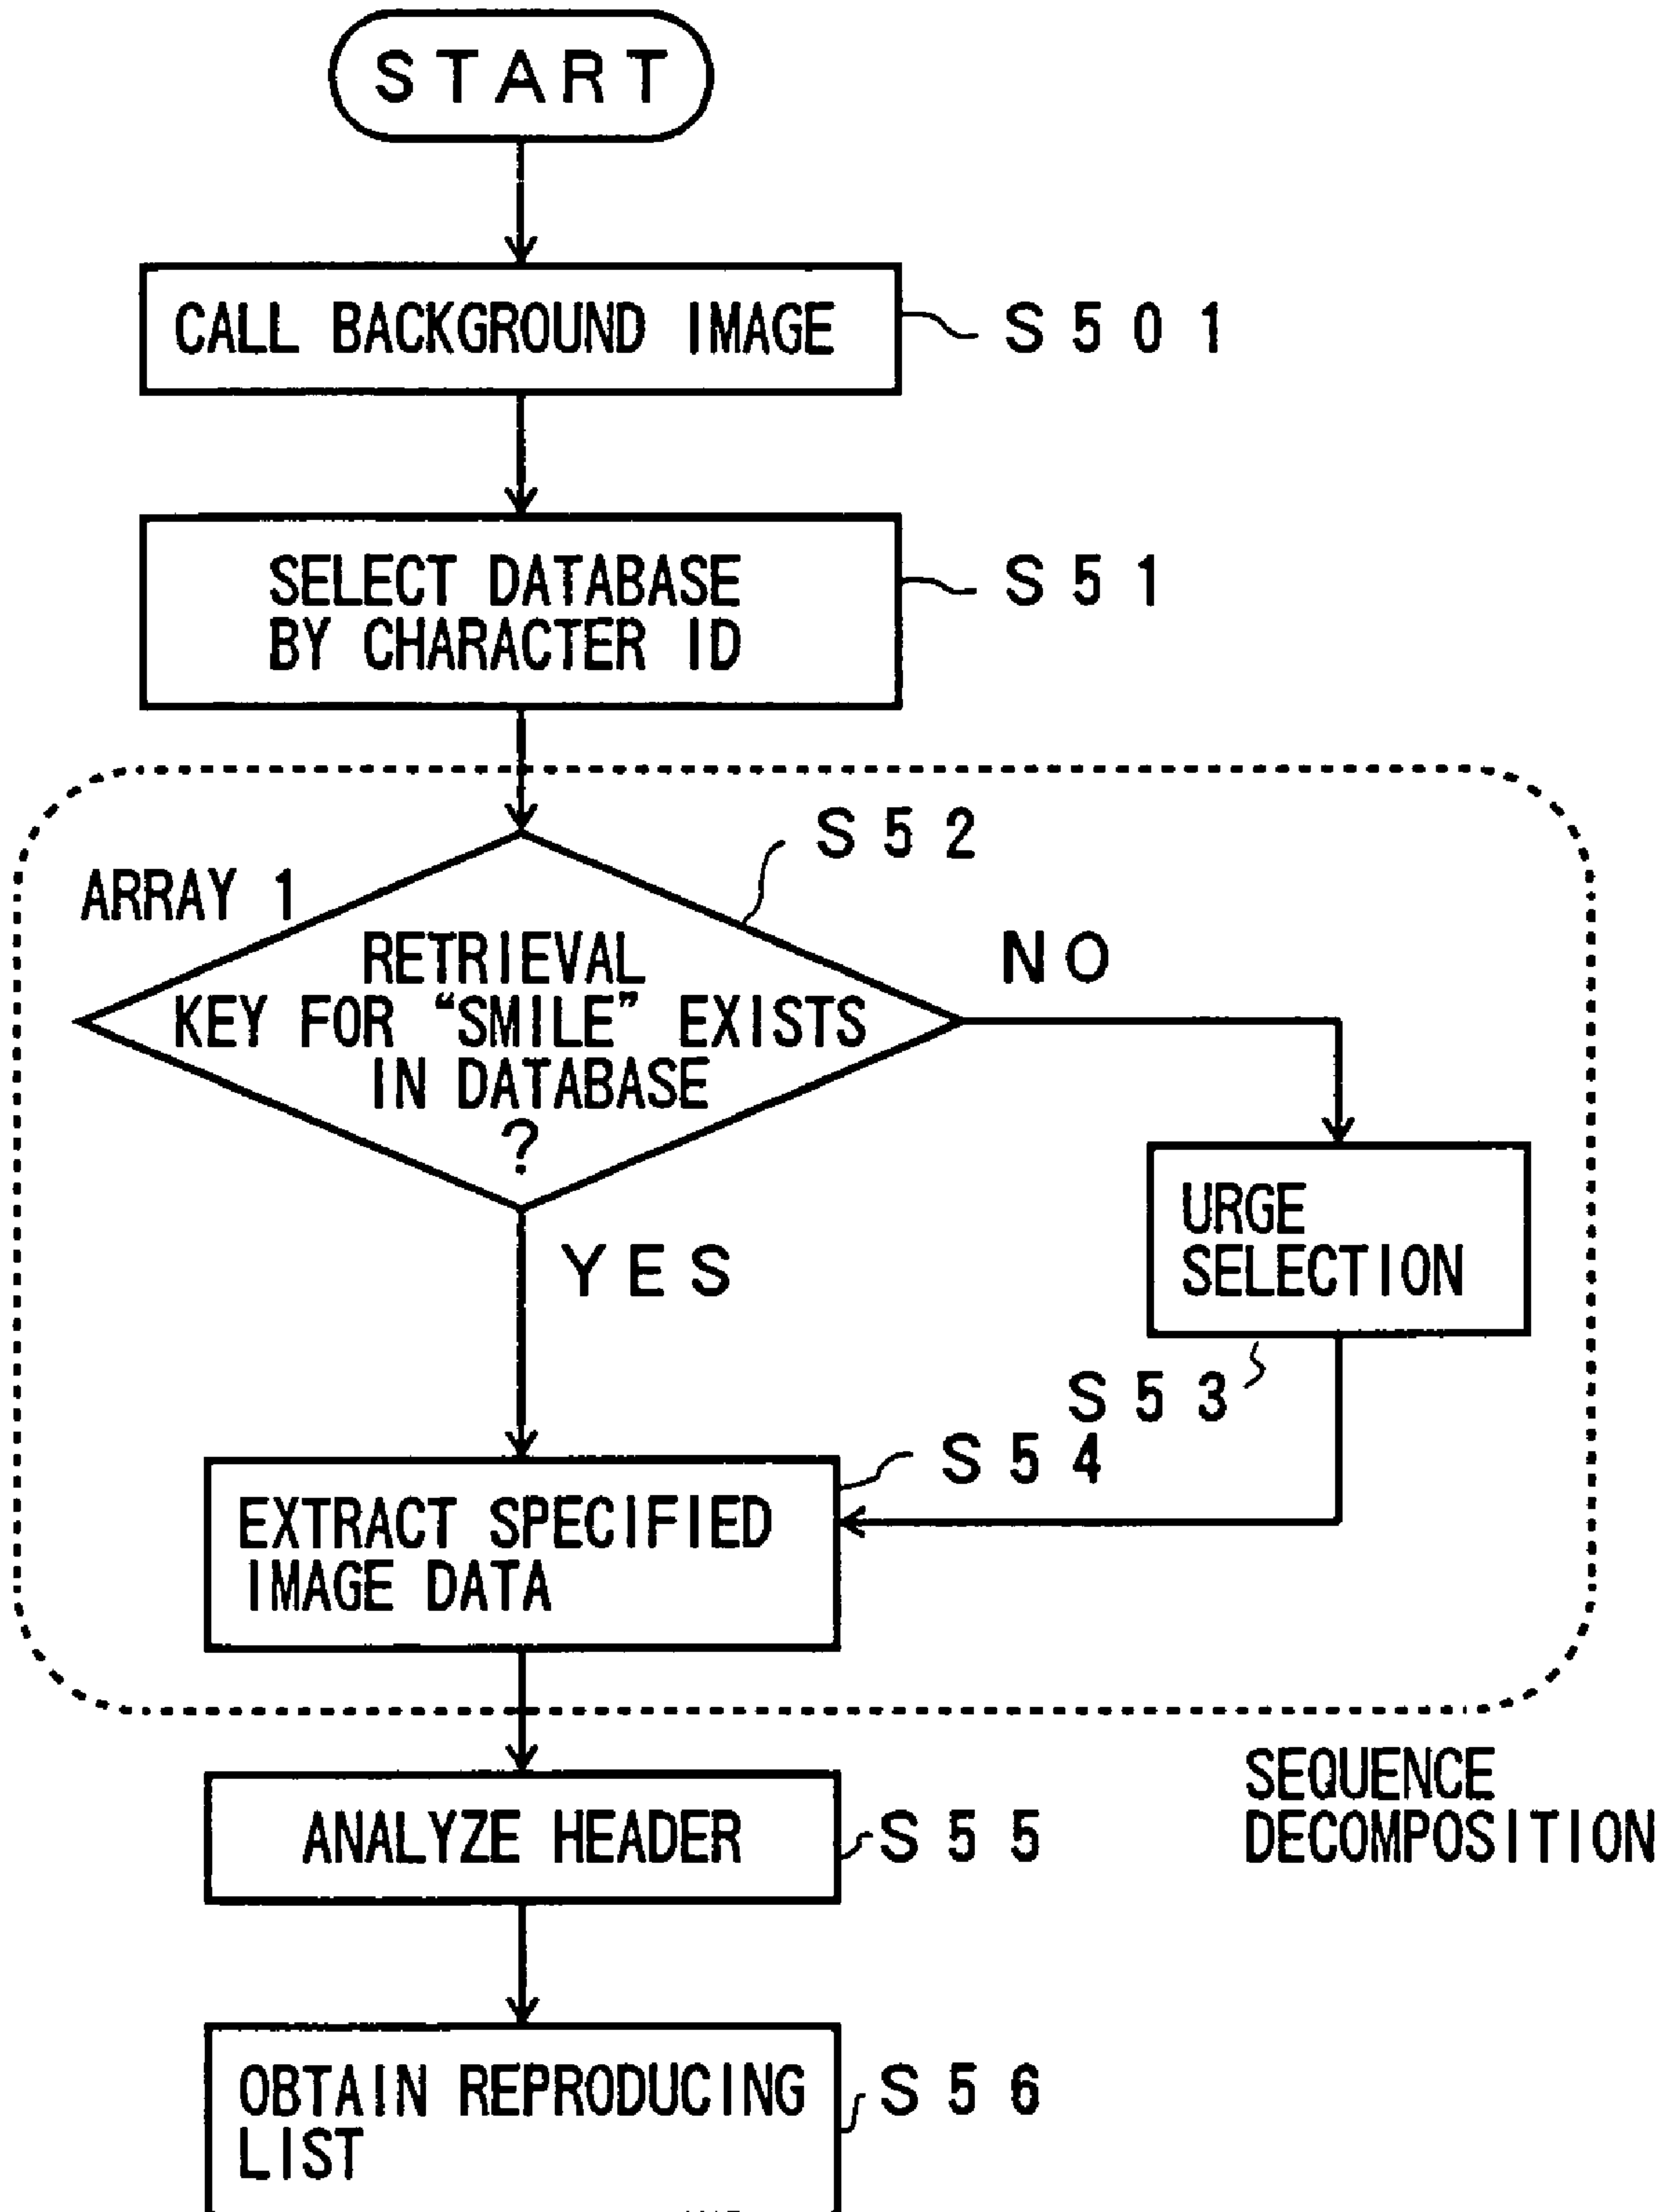 START
CALL BACKGROUND IMAGE
S501
SELECT DATABASE
BY CHARACTER ID
S51
S52
ARRAY 1
RETRIEVAL
KEY FOR “SMILE” EXISTS
IN DATABASE
?
NO
YES
URGE
SELECTION
S53
S54
EXTRACT SPECIFIED
IMAGE DATA
SEQUENCE
DECOMPOSITION
ANALYZE HEADER
S55
OBTAIN REPRODUCING
LIST
S56